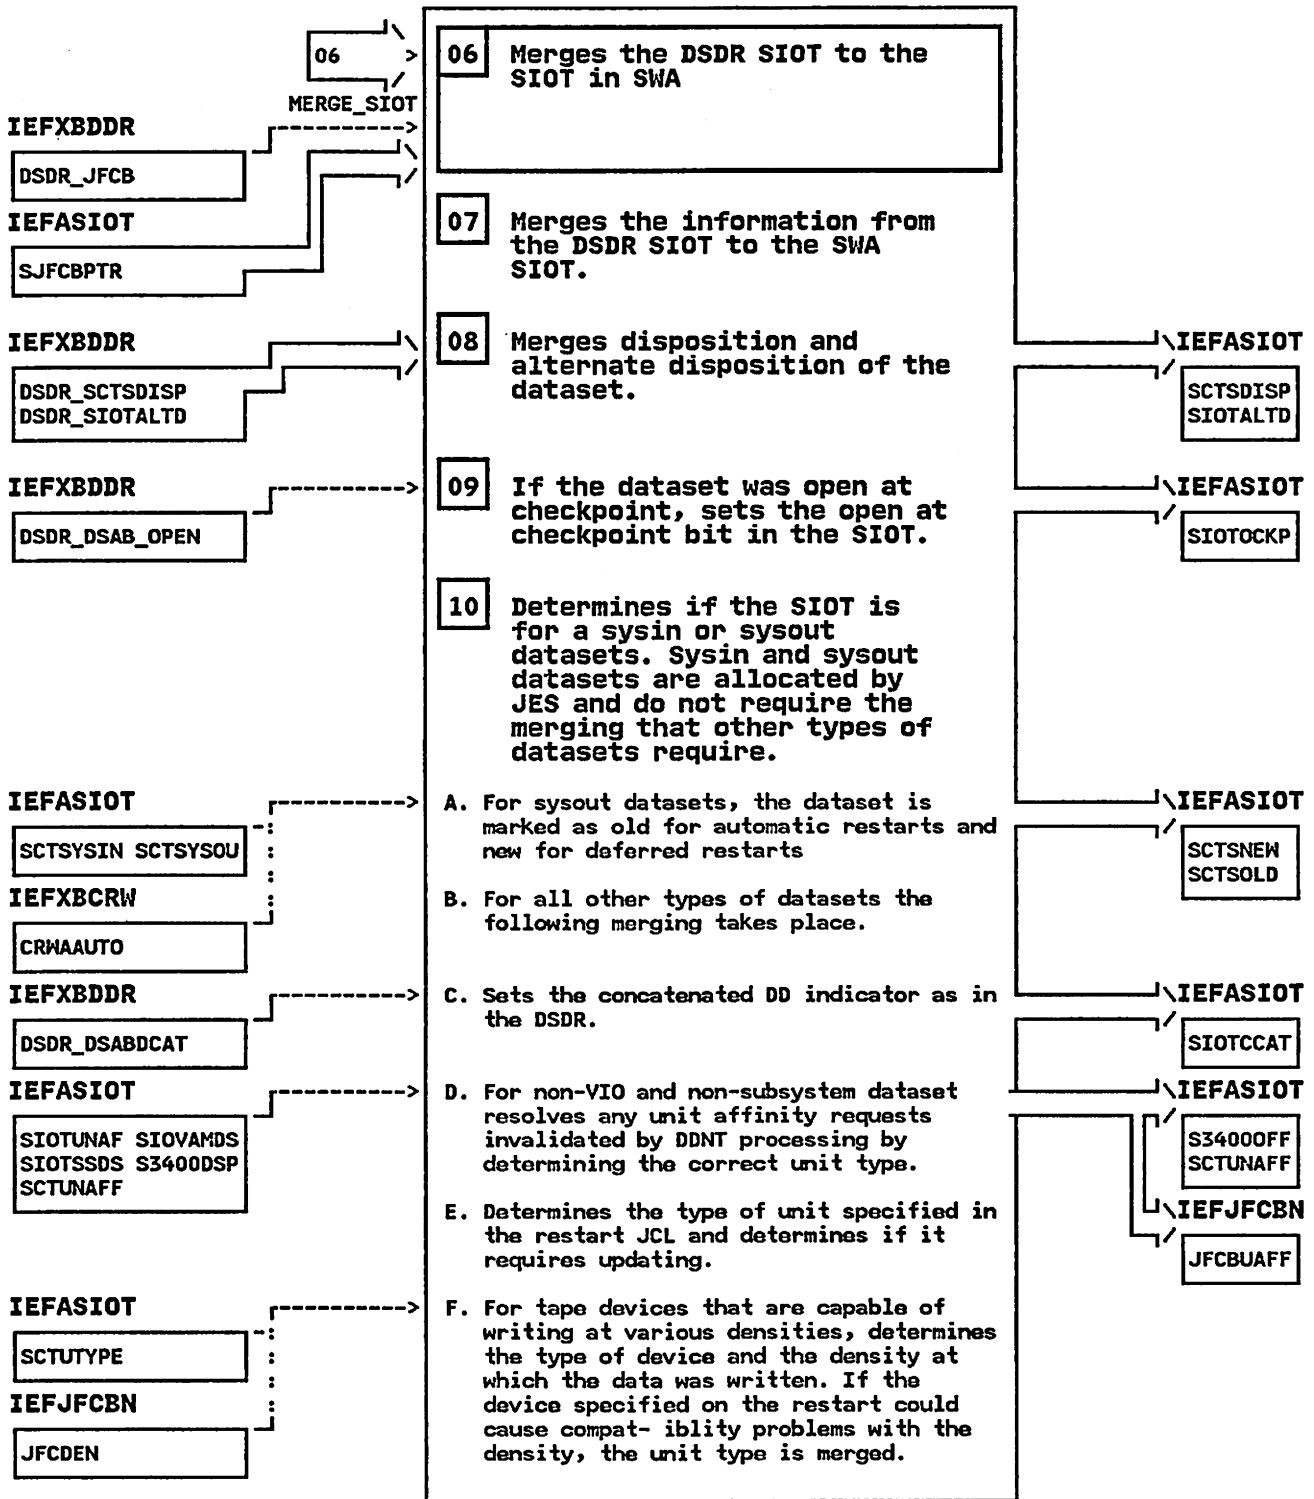 06
MERGE_SIOT
06 Merges the DSDR SIOT to the
SIOT in SWA
IEFXBDDR
DSDR_JFCB
IEFASIOT
SJFCBPTR
07 Merges the information from
the DSDR SIOT to the SWA
SIOT.
IEFXBDDR
DSDR_SCTSDISP
DSDR_SIOTALTD
08 Merges disposition and
alternate disposition of the
dataset.
IEFASIOT
SCTSDISP
SIOTALTD
IEFXBDDR
DSDR_DSAB_OPEN
09 If the dataset was open at
checkpoint, sets the open at
checkpoint bit in the SIOT.
IEFASIOT
SIOTOCKP
10 Determines if the SIOT is
for a sysin or sysout
datasets. Sysin and sysout
datasets are allocated by
JES and do not require the
merging that other types of
datasets require.
IEFASIOT
SCTSYSIN SCTSYSOU
IEFXBCRW
CRWAAUTO
A. For sysout datasets, the dataset is
marked as old for automatic restarts and
new for deferred restarts
IEFASIOT
SCTSNEW
SCTSOLD
B. For all other types of datasets the
following merging takes place.
IEFXBDDR
DSDR_DSABDCAT
C. Sets the concatenated DD indicator as in
the DSDR.
IEFASIOT
SIOTCCAT
IEFASIOT
SIOTUNAF SIOVAMDS
SIOTSSDS S3400DSP
SCTUNAFF
D. For non-VIO and non-subsystem dataset
resolves any unit affinity requests
invalidated by DDNT processing by
determining the correct unit type.
IEFASIOT
S3400OFF
SCTUNAFF
IEFJFCBN
JFCBUAFF
E. Determines the type of unit specified in
the restart JCL and determines if it
requires updating.
IEFASIOT
SCTUTYPE
IEFJFCBN
JFCDEN
F. For tape devices that are capable of
writing at various densities, determines
the type of device and the density at
which the data was written. If the
device specified on the restart could
cause compat- iblity problems with the
density, the unit type is merged.